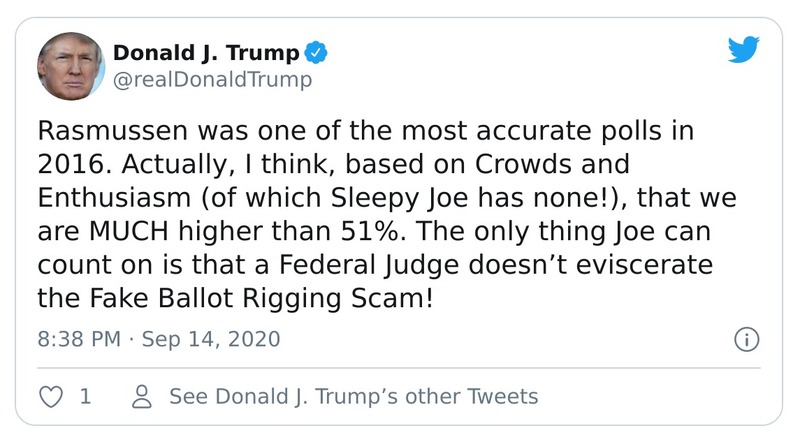 Donald J. Trump
@realDonaldTrump
Rasmussen was one of the most accurate polls in
2016. Actually, I think, based on Crowds and
Enthusiasm (of which Sleepy Joe has none!), that we
are MUCH higher than 51%. The only thing Joe can
count on is that a Federal Judge doesn’t eviscerate
the Fake Ballot Rigging Scam!
8:38 PM · Sep 14, 2020
1 See Donald J. Trump’s other Tweets